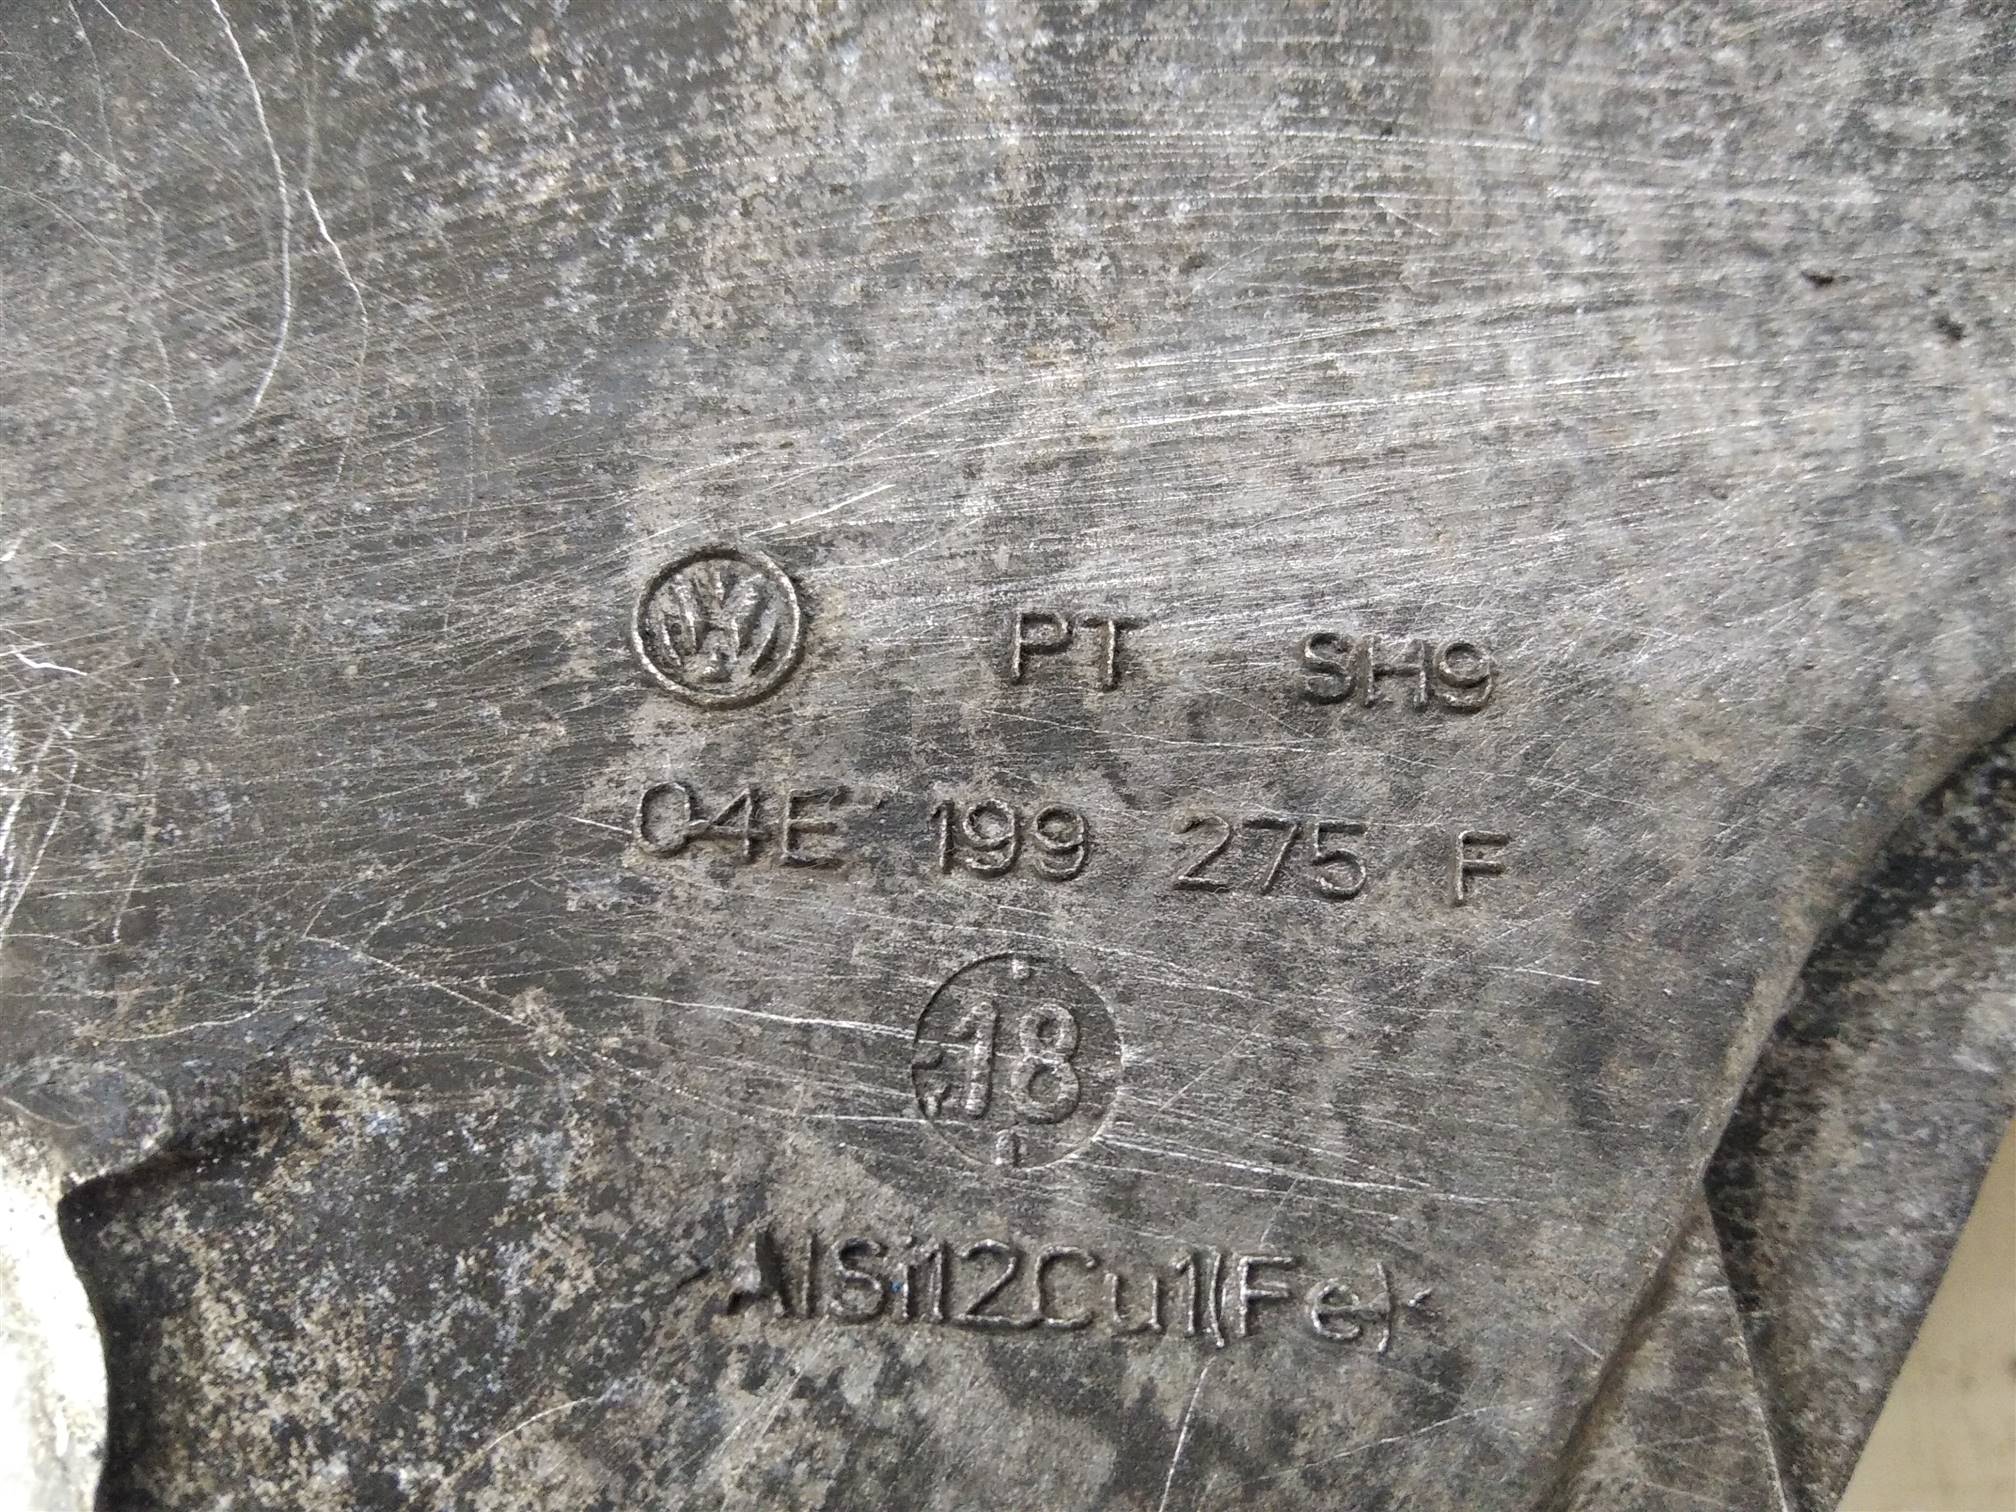 PT SH9
04E 199 275 F
18
AlSi12Cu1(Fe)